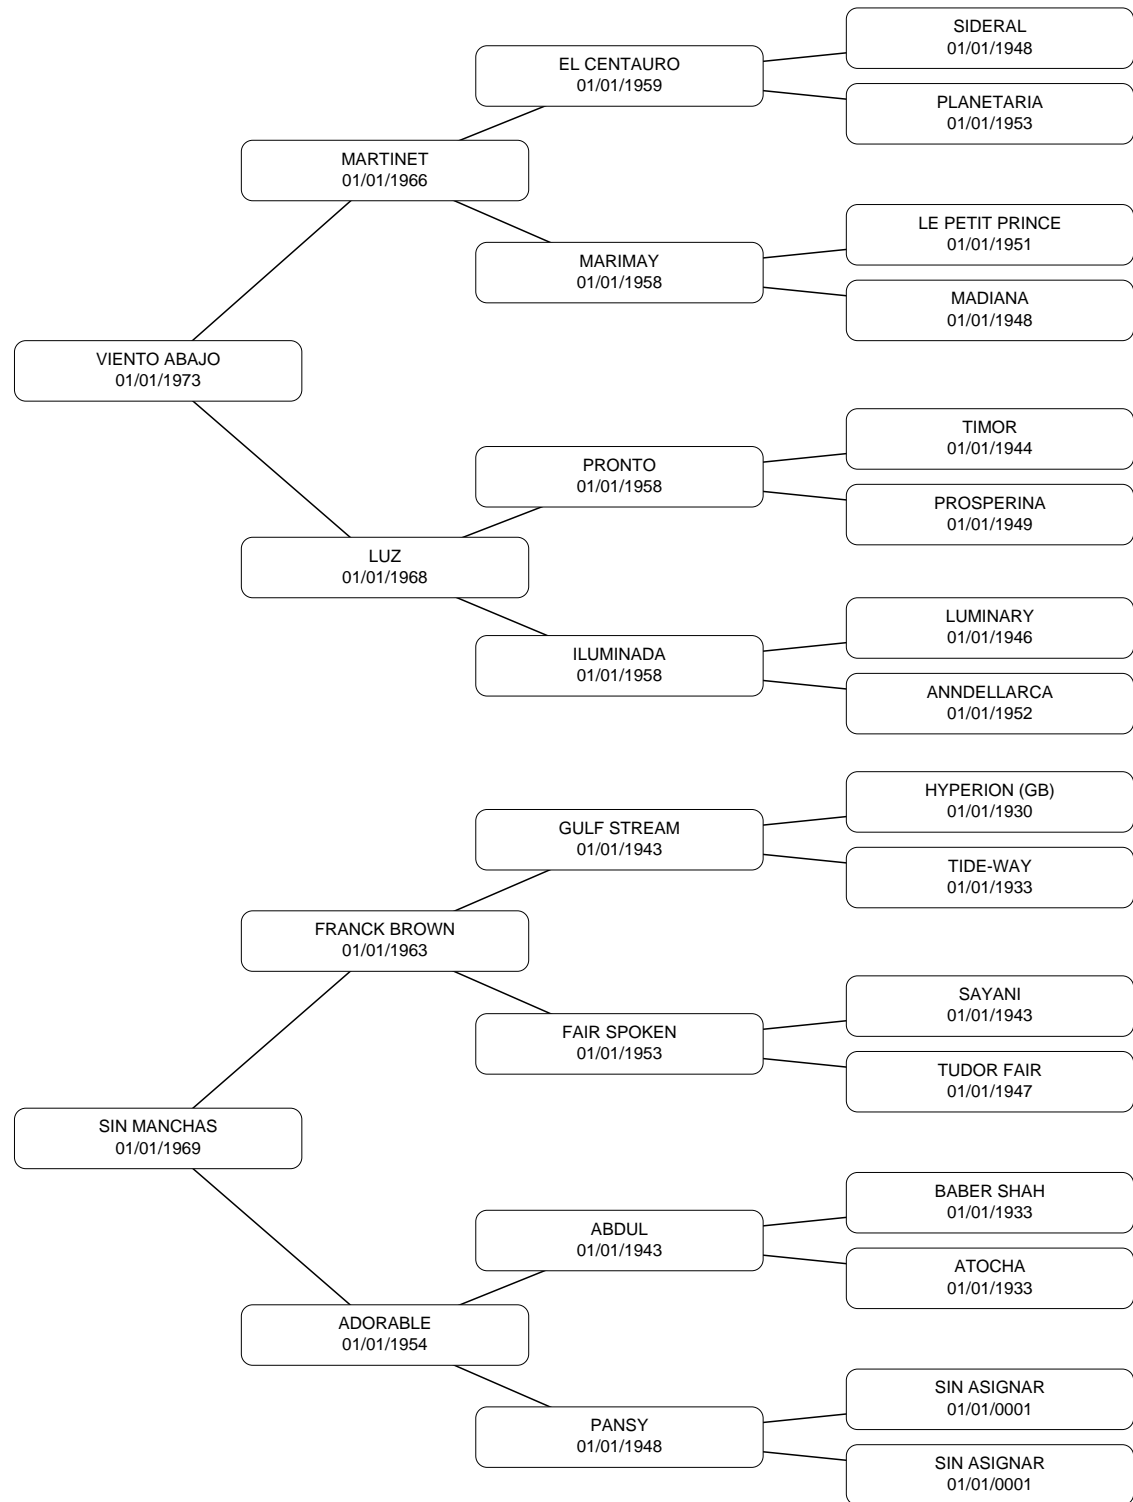 SIDERAL
01/01/1948
EL CENTAURO
01/01/1959
PLANETARIA
01/01/1953
MARTINET
01/01/1966
LE PETIT PRINCE
01/01/1951
MARIMAY
01/01/1958
MADIANA
01/01/1948
VIENTO ABAJO
01/01/1973
TIMOR
01/01/1944
PRONTO
01/01/1958
PROSPERINA
01/01/1949
LUZ
01/01/1968
LUMINARY
01/01/1946
ILUMINADA
01/01/1958
ANNDELLARCA
01/01/1952
HYPERION (GB)
01/01/1930
GULF STREAM
01/01/1943
TIDE-WAY
01/01/1933
FRANCK BROWN
01/01/1963
SAYANI
01/01/1943
FAIR SPOKEN
01/01/1953
TUDOR FAIR
01/01/1947
SIN MANCHAS
01/01/1969
BABER SHAH
01/01/1933
ABDUL
01/01/1943
ATOCHA
01/01/1933
ADORABLE
01/01/1954
SIN ASIGNAR
01/01/0001
PANSY
01/01/1948
SIN ASIGNAR
01/01/0001